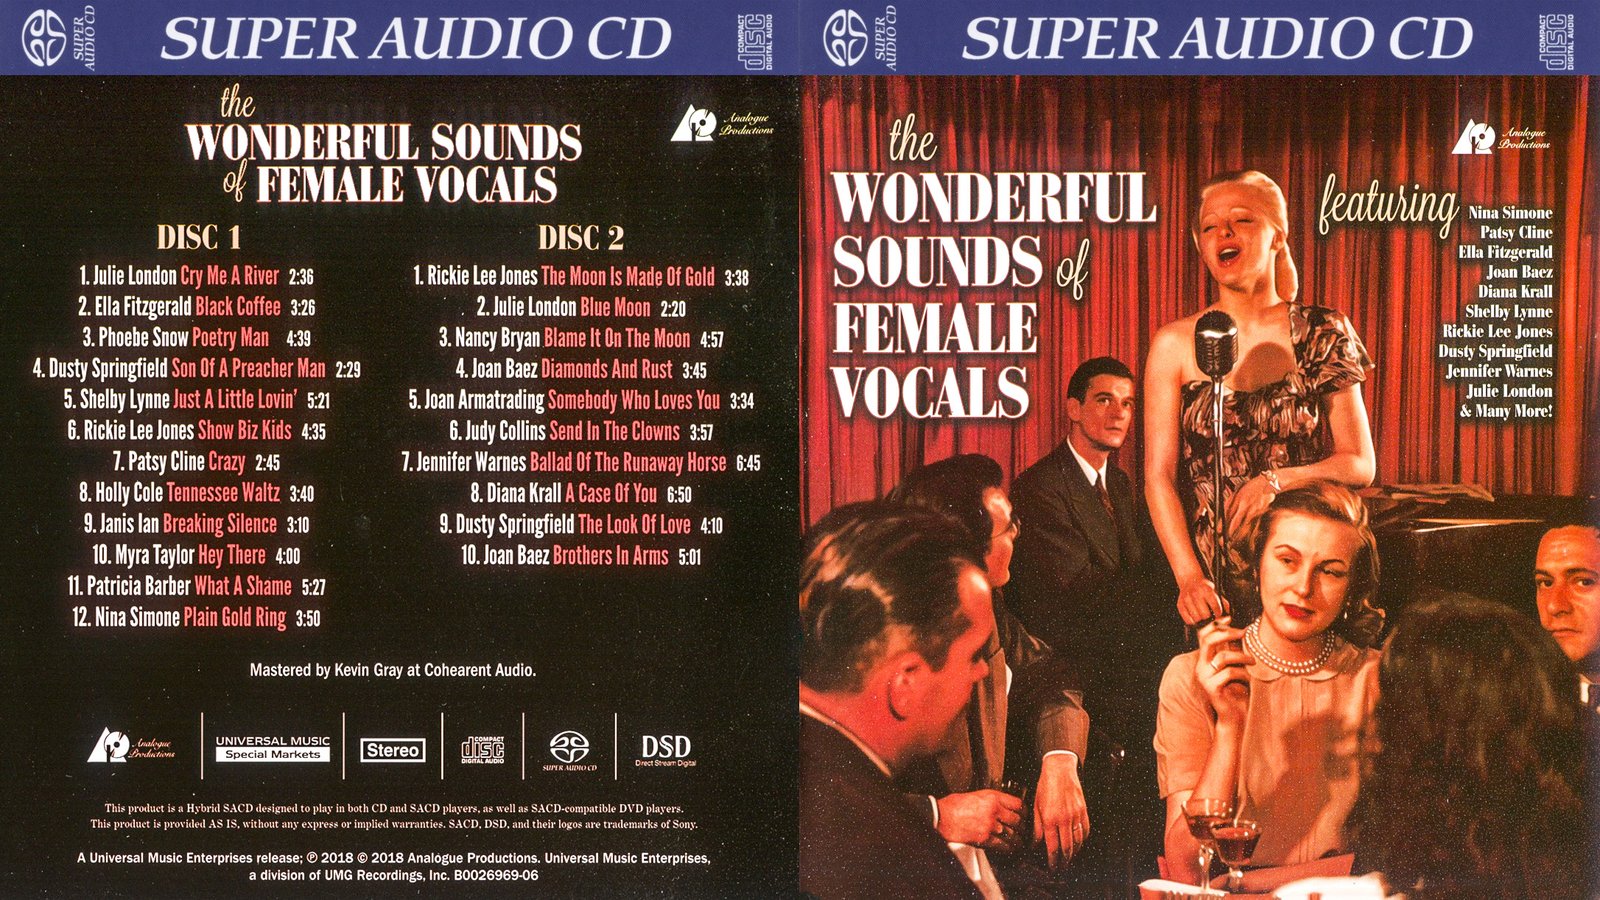 SUPER AUDIO CD
SUPER AUDIO CD
COMPACT disc DIGITAL AUDIO
the
WONDERFUL SOUNDS
of FEMALE VOCALS
Analogue Productions
DISC 1
1. Julie London Cry Me A River 2:36
2. Ella Fitzgerald Black Coffee 3:26
3. Phoebe Snow Poetry Man 4:39
4. Dusty Springfield Son Of A Preacher Man 2:29
5. Shelby Lynne Just A Little Lovin' 5:21
6. Rickie Lee Jones Show Biz Kids 4:35
7. Patsy Cline Crazy 2:45
8. Holly Cole Tennessee Waltz 3:40
9. Janis Ian Breaking Silence 3:10
10. Myra Taylor Hey There 4:00
11. Patricia Barber What A Shame 5:27
12. Nina Simone Plain Gold Ring 3:50
DISC 2
1. Rickie Lee Jones The Moon Is Made Of Gold 3:38
2. Julie London Blue Moon 2:20
3. Nancy Bryan Blame It On The Moon 4:57
4. Joan Baez Diamonds And Rust 3:45
5. Joan Armatrading Somebody Who Loves You 3:34
6. Judy Collins Send In The Clowns 3:57
7. Jennifer Warnes Ballad Of The Runaway Horse 6:45
8. Diana Krall A Case Of You 6:50
9. Dusty Springfield The Look Of Love 4:10
10. Joan Baez Brothers In Arms 5:01
Mastered by Kevin Gray at Cohearent Audio.
Analogue Productions
UNIVERSAL MUSIC
Special Markets
Stereo
COMPACT disc DIGITAL AUDIO
SUPER AUDIO CD
DSD
Direct Stream Digital
This product is a Hybrid SACD designed to play in both CD and SACD players, as well as SACD-compatible DVD players.
This product is provided AS IS, without any express or implied warranties. SACD, DSD, and their logos are trademarks of Sony.
A Universal Music Enterprises release; ℗ 2018 © 2018 Analogue Productions. Universal Music Enterprises,
a division of UMG Recordings, Inc. B0026969-06
SUPER AUDIO CD
SUPER AUDIO CD
COMPACT disc DIGITAL AUDIO
the
WONDERFUL
SOUNDS of
FEMALE
VOCALS
Analogue Productions
featuring
Nina Simone
Patsy Cline
Ella Fitzgerald
Joan Baez
Diana Krall
Shelby Lynne
Rickie Lee Jones
Dusty Springfield
Jennifer Warnes
Julie London
& Many More!